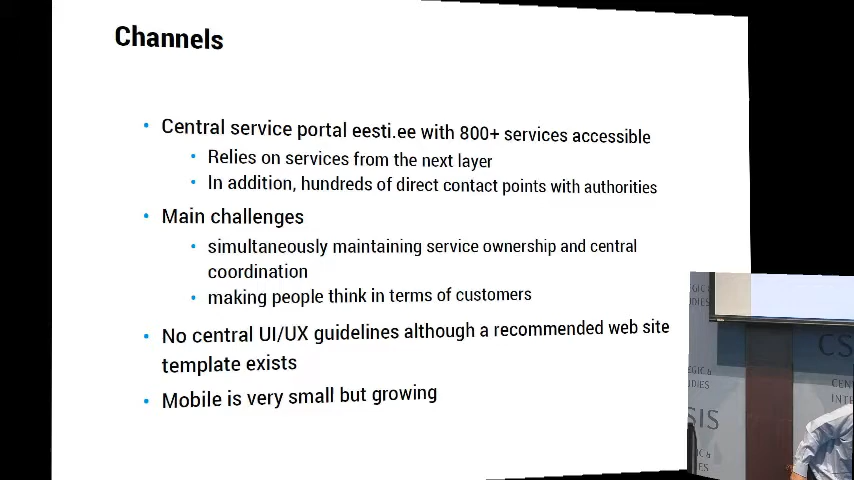 Channels
Central service portal eesti.ee with 800+ services accessible
Relies on services from the next layer
In addition, hundreds of direct contact points with authorities
Main challenges
simultaneously maintaining service ownership and central
coordination
making people think in terms of customers
No central UI/UX guidelines although a recommended web site
template exists
Mobile is very small but growing